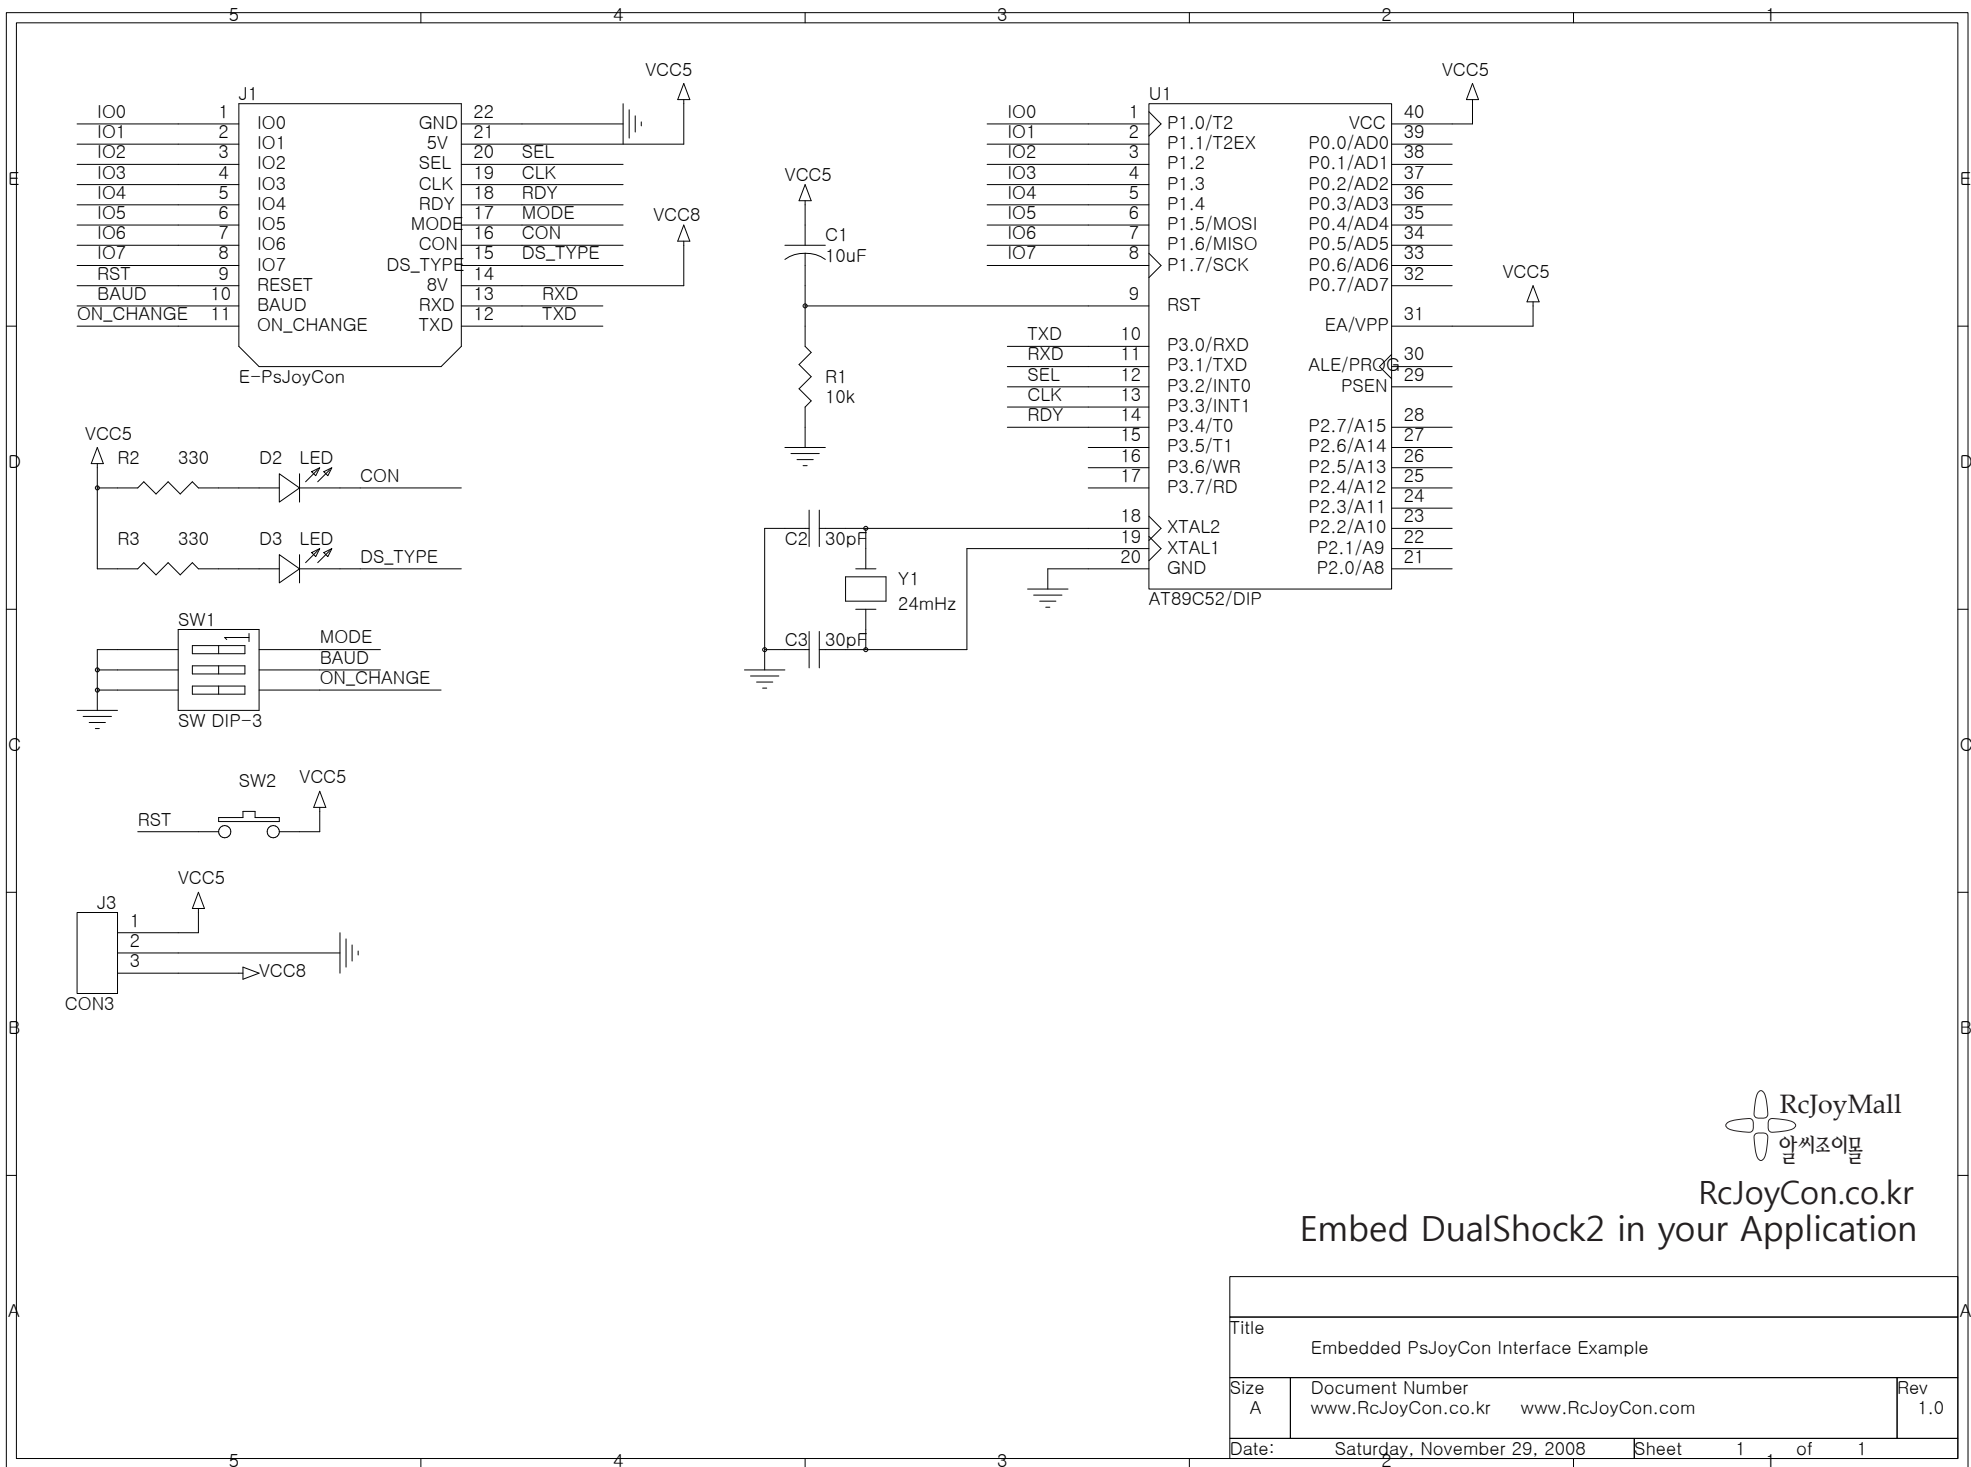 5 4 3 2 1
E E
D D
C C
B B
A A
J1
IO0 1 IO0
IO1 2 IO1
IO2 3 IO2
IO3 4 IO3
IO4 5 IO4
IO5 6 IO5
IO6 7 IO6
IO7 8 IO7
RST 9 RESET
BAUD 10 BAUD
ON_CHANGE 11 ON_CHANGE
VCC5
GND 22
5V 21
SEL 20 SEL
CLK 19 CLK
RDY 18 RDY
MODE 17 MODE
CON 16 CON
DS_TYPE 15 DS_TYPE
8V 14
VCC8
RXD 13 RXD
TXD 12 TXD
E-PsJoyCon
VCC5
R2 330 D2 LED
CON
R3 330 D3 LED
DS_TYPE
SW1
MODE
BAUD
ON_CHANGE
SW DIP-3
SW2 VCC5
RST
VCC5
J3
1
2
3
VCC8
CON3
VCC5
C1
10uF
R1
10k
C2 30pF
Y1
24mHz
C3 30pF
U1
IO0 1 P1.0/T2
IO1 2 P1.1/T2EX
IO2 3 P1.2
IO3 4 P1.3
IO4 5 P1.4
IO5 6 P1.5/MOSI
IO6 7 P1.6/MISO
IO7 8 P1.7/SCK
9 RST
TXD 10 P3.0/RXD
RXD 11 P3.1/TXD
SEL 12 P3.2/INT0
CLK 13 P3.3/INT1
RDY 14 P3.4/T0
15 P3.5/T1
16 P3.6/WR
17 P3.7/RD
18 XTAL2
19 XTAL1
20 GND
VCC5
VCC 40
P0.0/AD0 39
P0.1/AD1 38
P0.2/AD2 37
P0.3/AD3 36
P0.4/AD4 35
P0.5/AD5 34
P0.6/AD6 33
P0.7/AD7 32
VCC5
EA/VPP 31
ALE/PROG 30
PSEN 29
P2.7/A15 28
P2.6/A14 27
P2.5/A13 26
P2.4/A12 25
P2.3/A11 24
P2.2/A10 23
P2.1/A9 22
P2.0/A8 21
AT89C52/DIP
RcJoyMall
알씨조이몰
RcJoyCon.co.kr
Embed DualShock2 in your Application
Title
Embedded PsJoyCon Interface Example
Size Document Number Rev
A www.RcJoyCon.co.kr www.RcJoyCon.com 1.0
Date: Saturday, November 29, 2008 Sheet 1 of 1
5 4 3 2 1